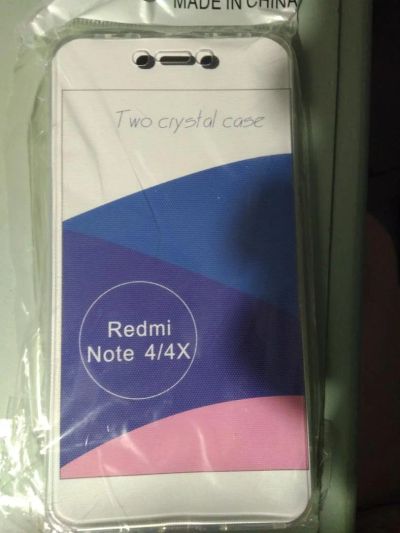 MADE IN CHINA
Two crystal case
Redmi
Note 4/4X